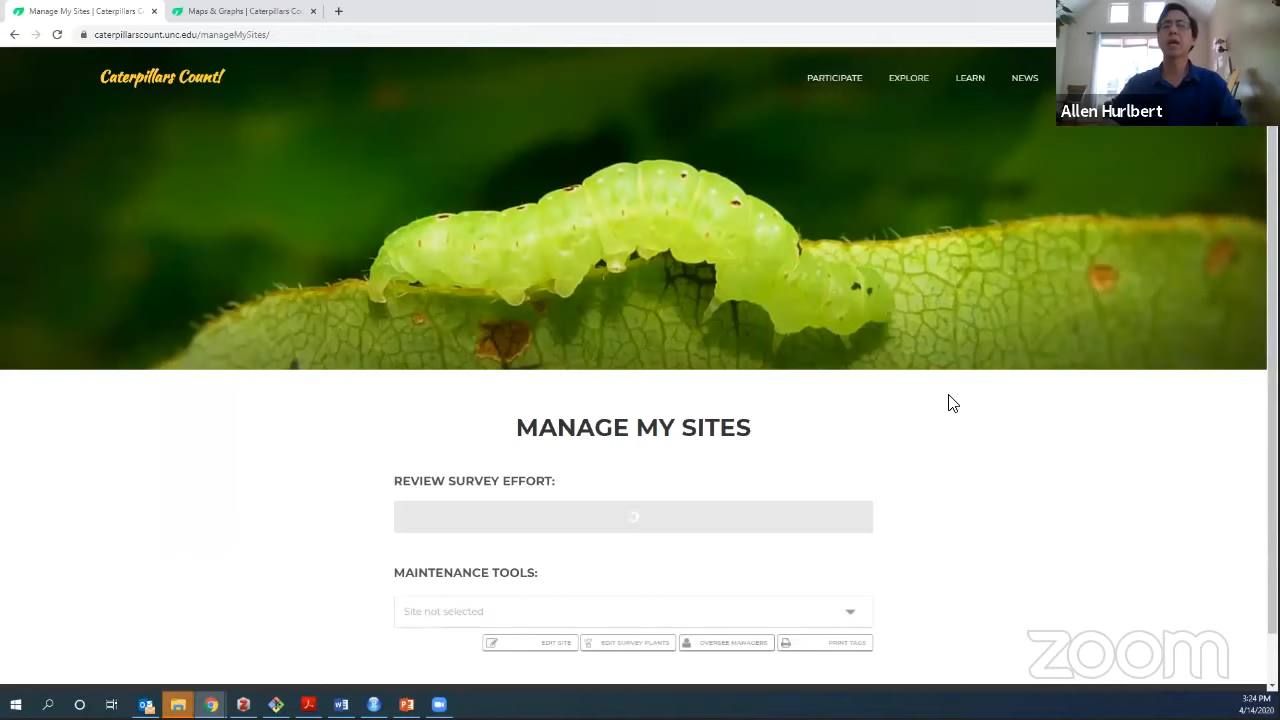 Manage My Sites | Caterpillars C
Maps & Graphs | Caterpillars Cou
caterpillarscount.unc.edu/manageMySites/
Caterpillars Count!
PARTICIPATE
EXPLORE
LEARN
NEWS
Allen Hurlbert
MANAGE MY SITES
REVIEW SURVEY EFFORT:
MAINTENANCE TOOLS:
Site not selected
EDIT SITE
EDIT SURVEY PLANTS
OVERSEE MANAGERS
PRINT TAGS
zoom
3:24 PM
4/14/2020